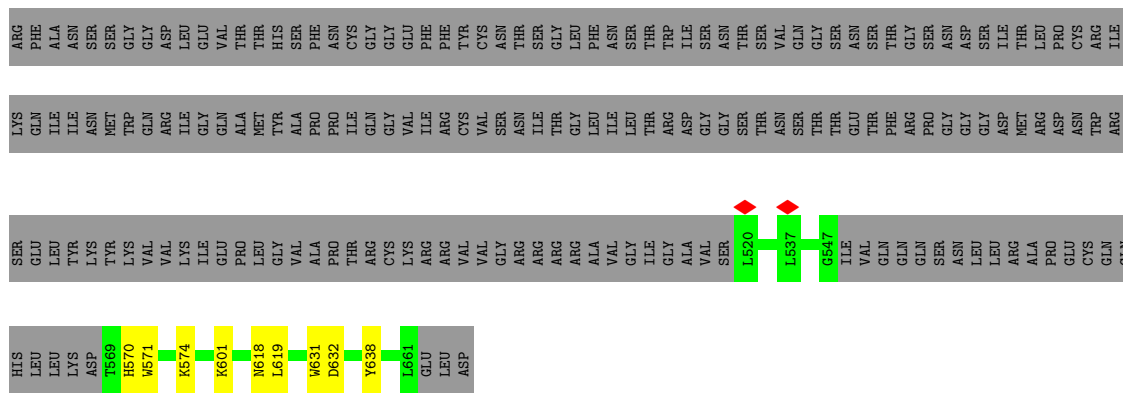 ARG PHE ALA ASN SER SER GLY GLY ASP LEU GLU VAL THR THR HIS SER PHE ASN CYS GLY GLY GLU PHE PHE TYR CYS ASN THR SER GLY LEU PHE ASN SER THR TRP ILE SER ASN THR SER VAL GLN GLY SER ASN SER THR GLY SER ASN ASP SER ILE THR LEU PRO CYS ARG ILE
LYS GLN ILE ILE ASN MET TRP GLN ARG ILE GLY GLN ALA MET TYR ALA PRO PRO ILE GLN GLY VAL ILE ARG CYS VAL SER ASN ILE THR GLY LEU ILE LEU THR ARG ASP GLY GLY SER THR ASN SER THR THR GLU THR PHE ARG PRO GLY GLY GLY ASP MET ARG ASP ASN TRP ARG
SER GLU LEU TYR LYS TYR LYS VAL VAL LYS ILE GLU PRO LEU GLY VAL ALA PRO THR ARG CYS LYS ARG ARG VAL VAL GLY ARG ARG ARG ARG ALA VAL GLY ILE GLY ALA VAL SER L520 L537 G547 ILE VAL GLN GLN GLN SER ASN LEU LEU ARG ALA PRO GLU CYS GLN
HIS LEU LEU LYS ASP T569 H570 W571 K574 K601 N618 L619 W631 D632 Y638 L661 GLU LEU ASP